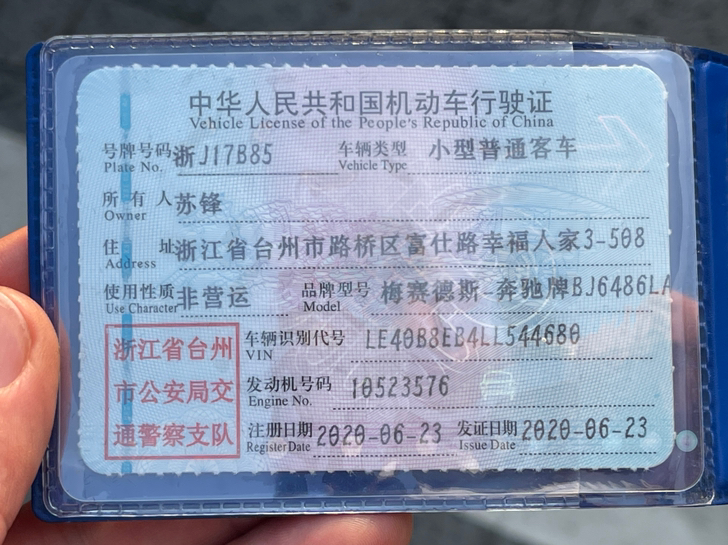 中华人民共和国机动车行驶证
Vehicle License of the People's Republic of China
号牌号码 浙J17B85 车辆类型 小型普通客车
Plate No. Vehicle Type
所有人 苏锋
Owner
住址 浙江省台州市路桥区富仕路幸福人家3-508
Address
使用性质 非营运 品牌型号 梅赛德斯-奔驰牌BJ6486LA
Use Character Model
浙江省台州
市公安局交
通警察支队
车辆识别代号 LE40B8EB4LL544680
VIN
发动机号码 10523576
Engine No.
注册日期 2020-06-23 发证日期 2020-06-23
Register Date Issue Date